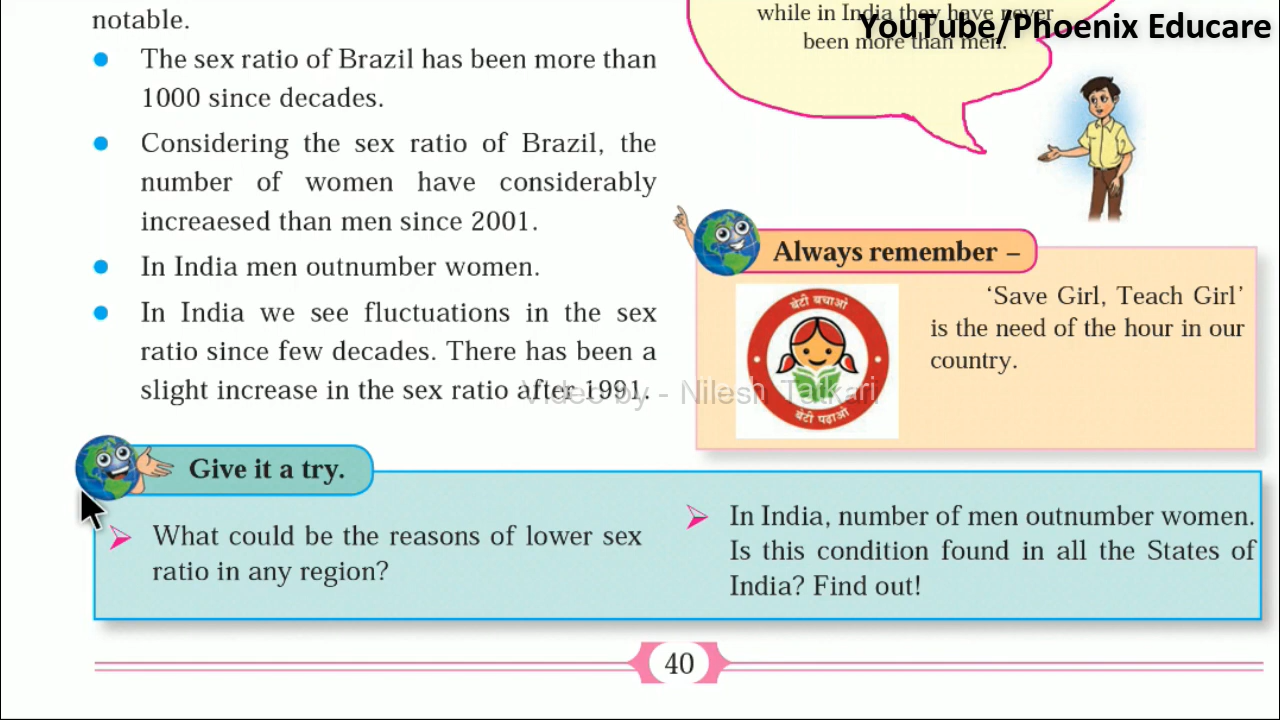 notable.
The sex ratio of Brazil has been more than
1000 since decades.
Considering the sex ratio of Brazil, the
number of women have considerably
increaesed than men since 2001.
In India men outnumber women.
In India we see fluctuations in the sex
ratio since few decades. There has been a
slight increase in the sex ratio after 1991.
while in India they have never
been more than men.
YouTube/Phoenix Educare
Always remember –
बेटी बचाओ
बेटी पढ़ाओ
‘Save Girl, Teach Girl’
is the need of the hour in our
country.
Video by - Nilesh Tatkari
Give it a try.
What could be the reasons of lower sex
ratio in any region?
In India, number of men outnumber women.
Is this condition found in all the States of
India? Find out!
40